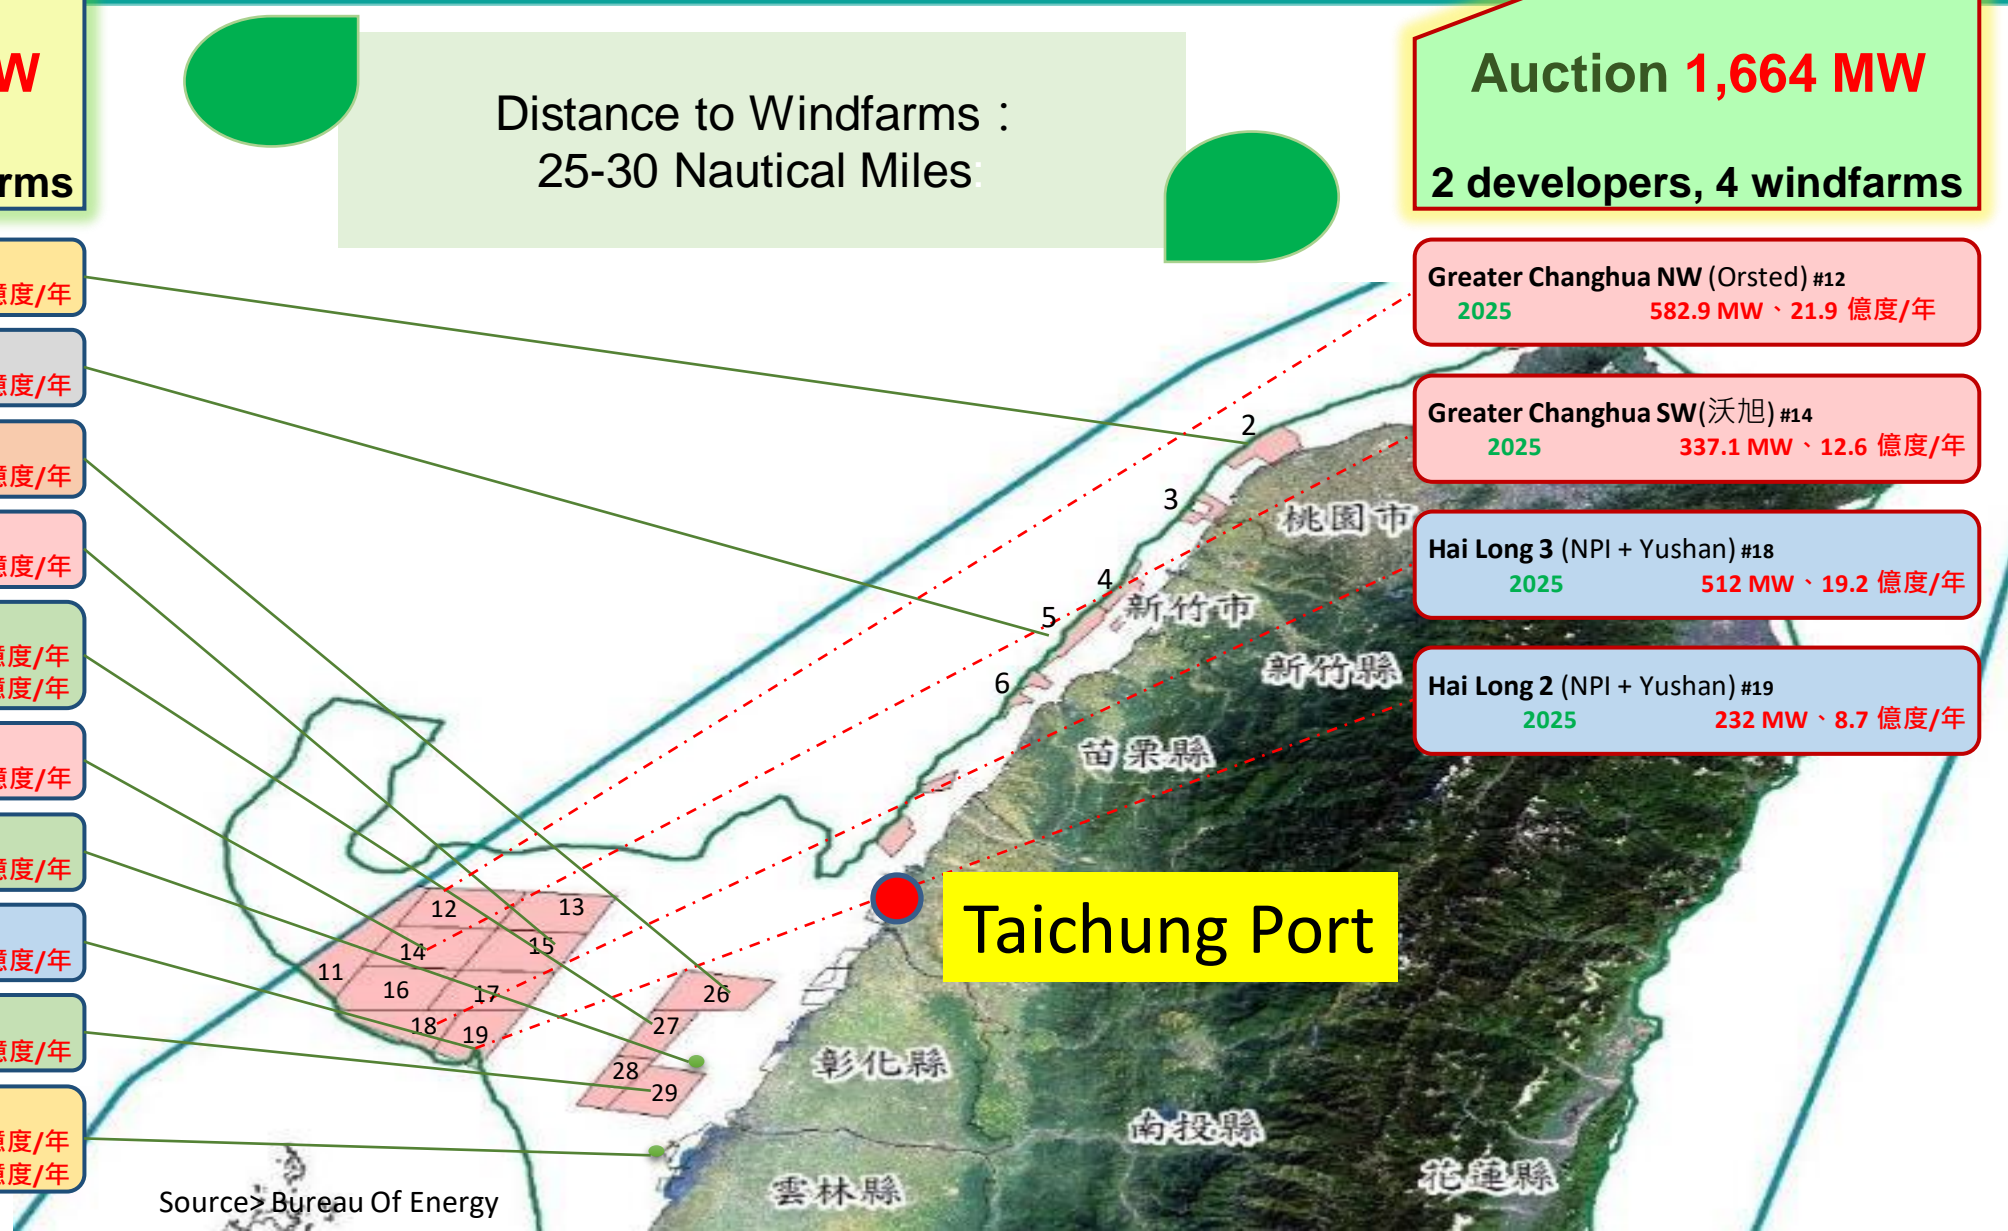 W
rms
億度/年
億度/年
億度/年
億度/年
億度/年
億度/年
億度/年
億度/年
億度/年
億度/年
億度/年
億度/年
Distance to Windfarms：
25-30 Nautical Miles:
Auction 1,664 MW
2 developers, 4 windfarms
Greater Changhua NW (Orsted) #12
2025 582.9 MW、21.9 億度/年
Greater Changhua SW(沃旭) #14
2025 337.1 MW、12.6 億度/年
Hai Long 3 (NPI + Yushan) #18
2025 512 MW、19.2 億度/年
Hai Long 2 (NPI + Yushan) #19
2025 232 MW、8.7 億度/年
2
3
桃園市
4
新竹市
5
新竹縣
6
苗栗縣
Taichung Port
12
13
14
15
11
16
17
18
19
26
27
28
29
彰化縣
南投縣
雲林縣
花蓮縣
Source> Bureau Of Energy